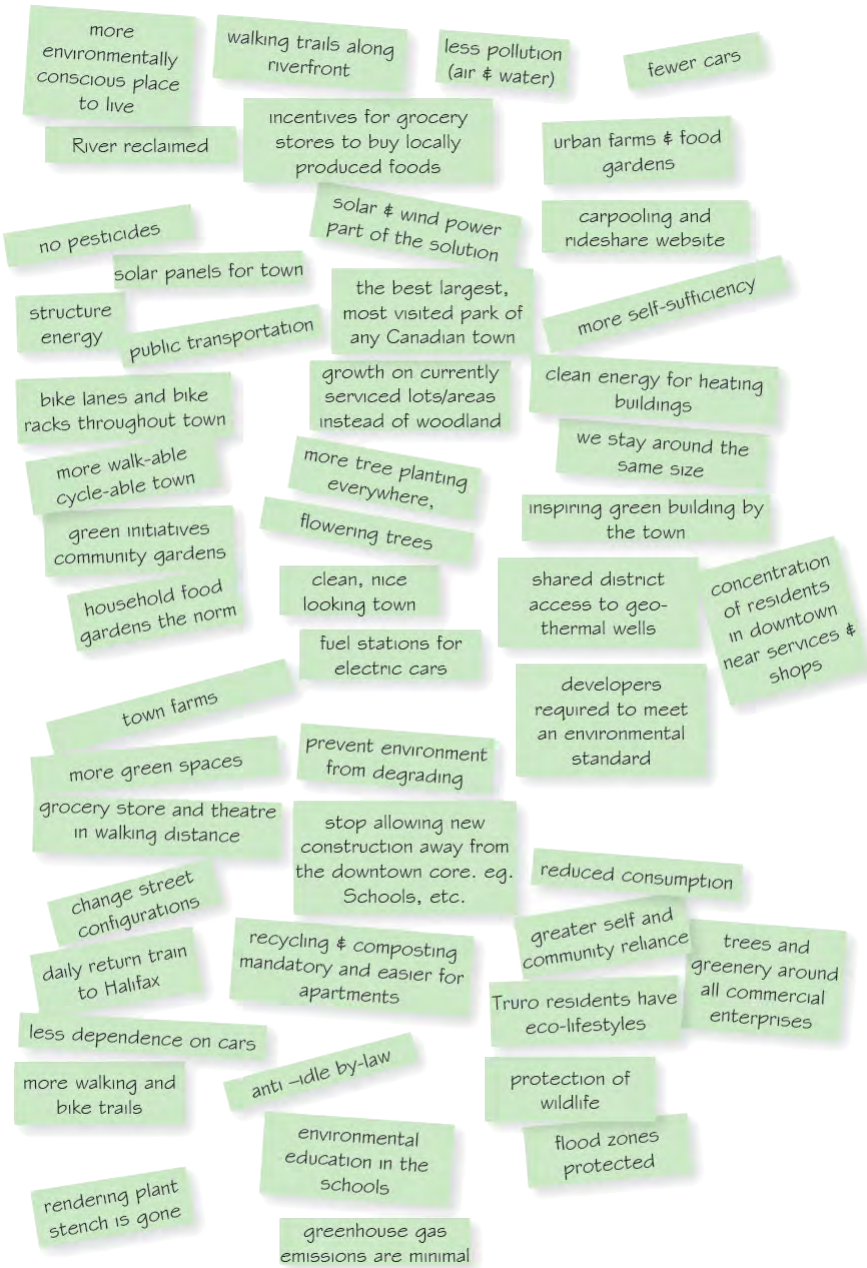 more
environmentally
conscious place
to live
walking trails along
riverfront
less pollution
(air & water)
fewer cars
River reclaimed
incentives for grocery
stores to buy locally
produced foods
urban farms & food
gardens
no pesticides
solar & wind power
part of the solution
carpooling and
rideshare website
solar panels for town
structure
energy
public transportation
the best largest,
most visited park of
any Canadian town
more self-sufficiency
bike lanes and bike
racks throughout town
growth on currently
serviced lots/areas
instead of woodland
clean energy for heating
buildings
more walk-able
cycle-able town
more tree planting
everywhere,
we stay around the
same size
green initiatives
community gardens
flowering trees
inspiring green building by
the town
household food
gardens the norm
clean, nice
looking town
shared district
access to geo-
thermal wells
concentration
of residents
in downtown
near services &
shops
fuel stations for
electric cars
town farms
developers
required to meet
an environmental
standard
more green spaces
prevent environment
from degrading
grocery store and theatre
in walking distance
stop allowing new
construction away from
the downtown core. eg.
Schools, etc.
reduced consumption
change street
configurations
greater self and
community reliance
trees and
greenery around
all commercial
enterprises
daily return train
to Halifax
recycling & composting
mandatory and easier for
apartments
Truro residents have
eco-lifestyles
less dependence on cars
anti –idle by-law
more walking and
bike trails
protection of
wildlife
environmental
education in the
schools
flood zones
protected
rendering plant
stench is gone
greenhouse gas
emissions are minimal